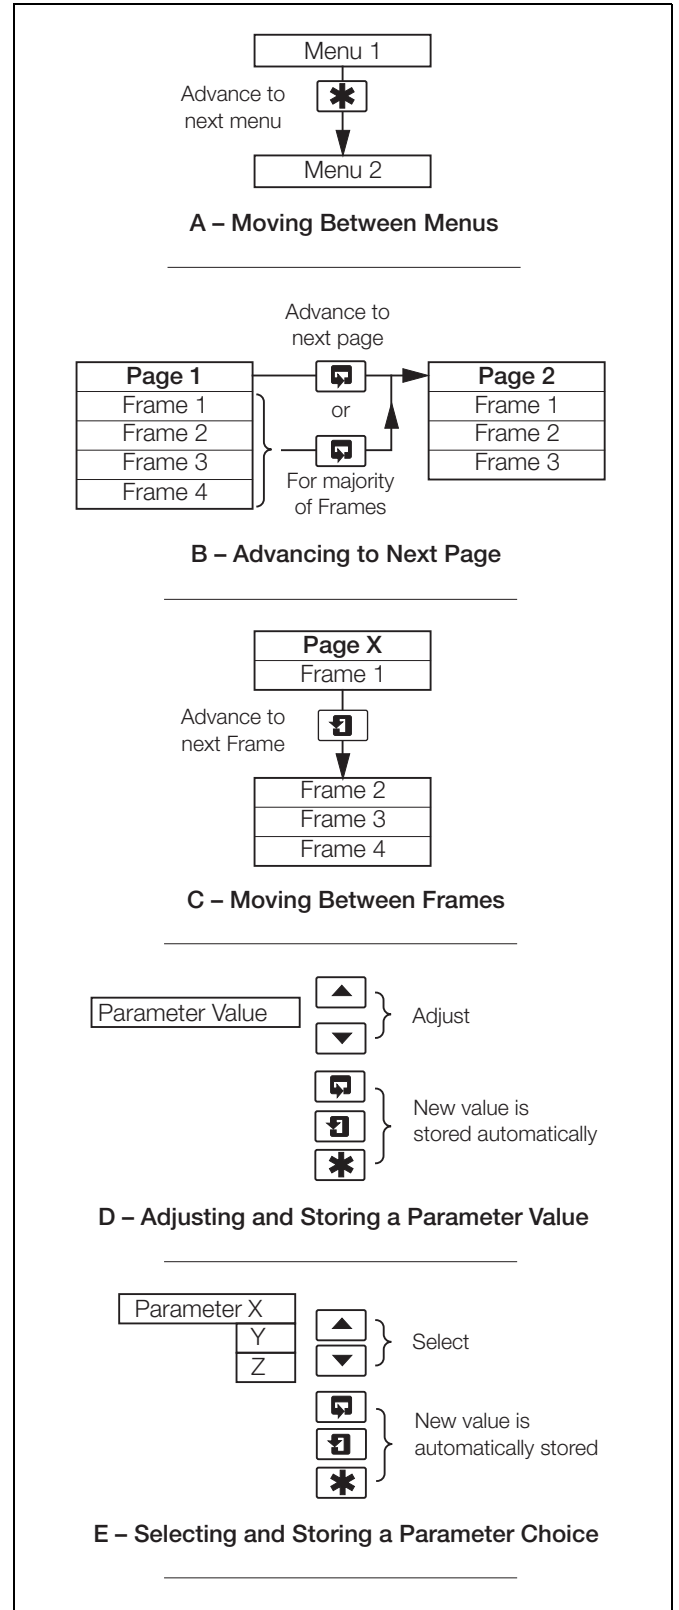 Menu 1
Advance to
next menu
Menu 2
A – Moving Between Menus
Advance to
next page
Page 1
Frame 1
Frame 2
Frame 3
Frame 4
or
For majority
of Frames
Page 2
Frame 1
Frame 2
Frame 3
B – Advancing to Next Page
Page X
Frame 1
Advance to
next Frame
Frame 2
Frame 3
Frame 4
C – Moving Between Frames
Parameter Value
Adjust
New value is
stored automatically
D – Adjusting and Storing a Parameter Value
Parameter X
Y
Z
Select
New value is
automatically stored
E – Selecting and Storing a Parameter Choice